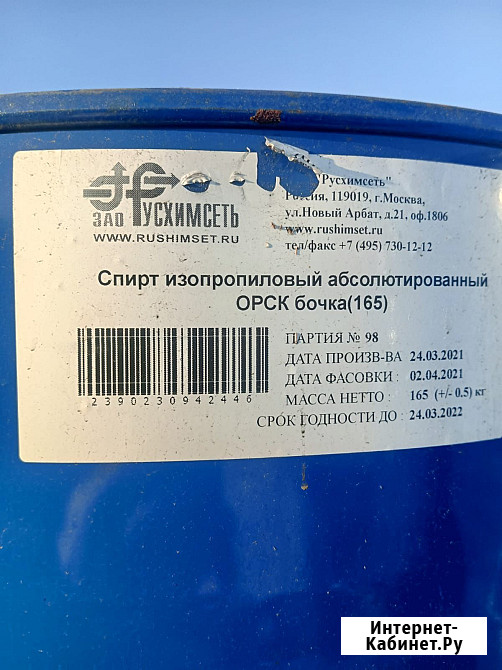 ЗАО РУСХИМСЕТЬ
WWW.RUSHIMSET.RU
"Русхимсеть"
Россия, 119019, г.Москва,
ул.Новый Арбат, д.21, оф.1806
www.rushimset.ru
тел/факс +7 (495) 730-12-12
Спирт изопропиловый абсолютированный
ОРСК бочка(165)
2390230942446
ПАРТИЯ № 98
ДАТА ПРОИЗВ-ВА 24.03.2021
ДАТА ФАСОВКИ : 02.04.2021
МАССА НЕТТО : 165 (+/- 0.5) кг
СРОК ГОДНОСТИ ДО : 24.03.2022
Интернет-
Кабинет.Ру